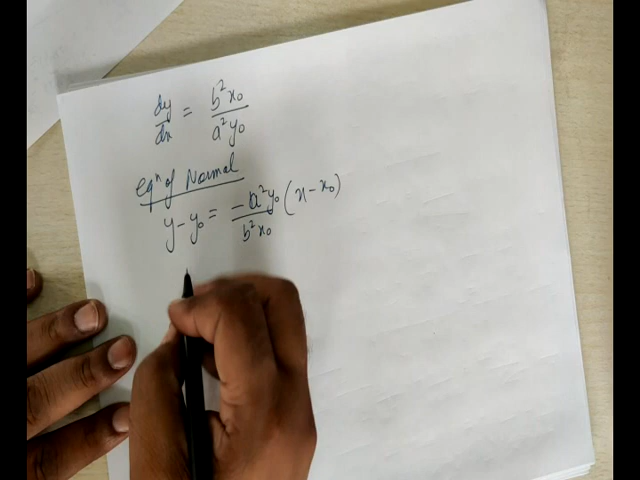 dy/dx = b²x₀/a²y₀
eqⁿ of Normal
y - y₀ = -a²y₀/b²x₀ (x - x₀)